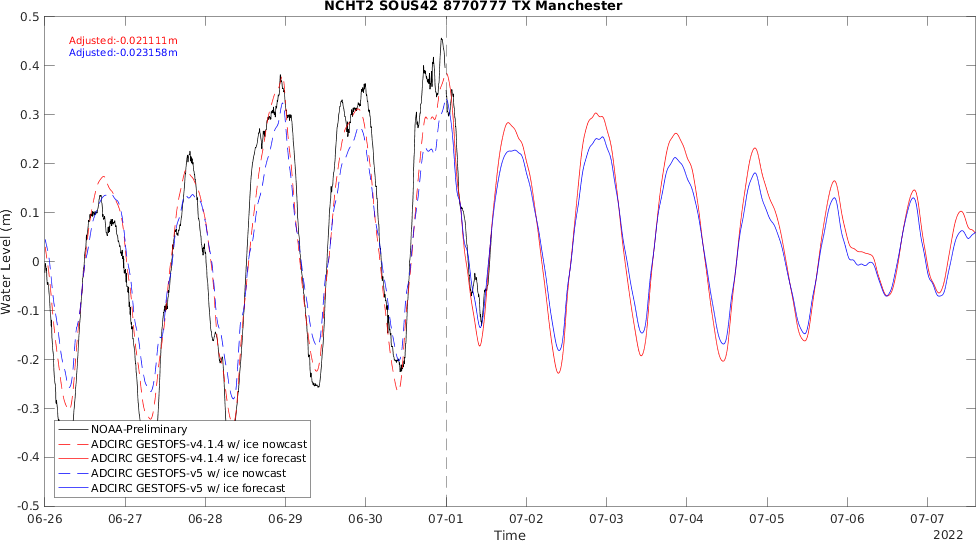 NCHT2 SOUS42 8770777 TX Manchester
Adjusted:-0.021111m
Adjusted:-0.023158m
0.5
0.4
0.3
0.2
0.1
0
-0.1
-0.2
-0.3
-0.4
-0.5
Water Level (m)
NOAA-Preliminary
ADCIRC GESTOFS-v4.1.4 w/ ice nowcast
ADCIRC GESTOFS-v4.1.4 w/ ice forecast
ADCIRC GESTOFS-v5 w/ ice nowcast
ADCIRC GESTOFS-v5 w/ ice forecast
06-26 06-27 06-28 06-29 06-30 07-01 07-02 07-03 07-04 07-05 07-06 07-07
Time
2022